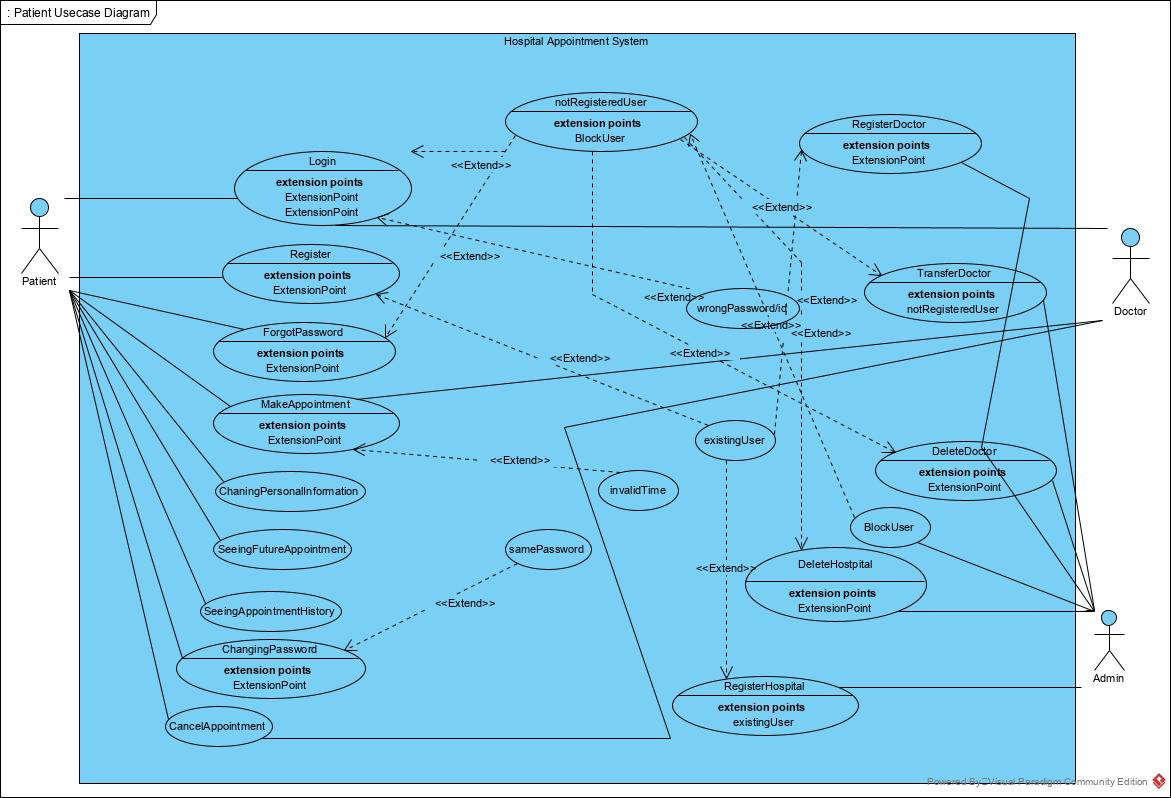 : Patient Usecase Diagram
Hospital Appointment System
notRegisteredUser
extension points
BlockUser
RegisterDoctor
extension points
ExtensionPoint
Login
extension points
ExtensionPoint
ExtensionPoint
<<Extend>>
<<Extend>>
Patient
Doctor
Register
extension points
ExtensionPoint
<<Extend>>
TransferDoctor
extension points
notRegisteredUser
<<Extend>>
wrongPassword/id
<<Extend>>
<<Extend>>
<<Extend>>
ForgotPassword
extension points
ExtensionPoint
<<Extend>>
<<Extend>>
MakeAppointment
extension points
ExtensionPoint
existingUser
DeleteDoctor
extension points
ExtensionPoint
<<Extend>>
ChaningPersonalInformation
invalidTime
BlockUser
SeeingFutureAppointment
samePassword
<<Extend>>
DeleteHostpital
extension points
ExtensionPoint
<<Extend>>
SeeingAppointmentHistory
ChangingPassword
extension points
ExtensionPoint
Admin
RegisterHospital
extension points
existingUser
CancelAppointment
Powered By Visual Paradigm Community Edition